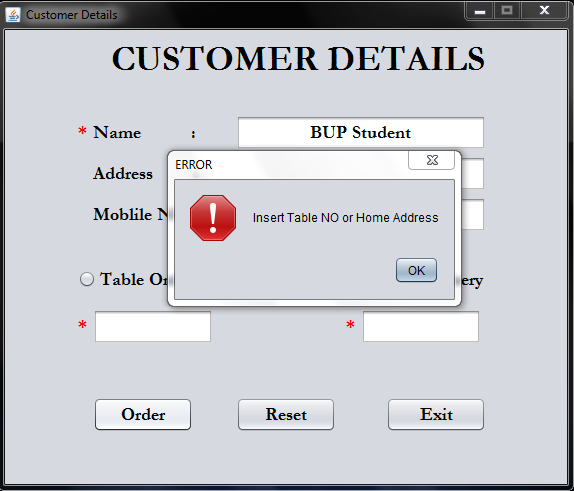 Customer Details
CUSTOMER DETAILS
* Name : BUP Student
ERROR
Address
Insert Table NO or Home Address
Moblile N
OK
Table Or
* *
Order Reset Exit